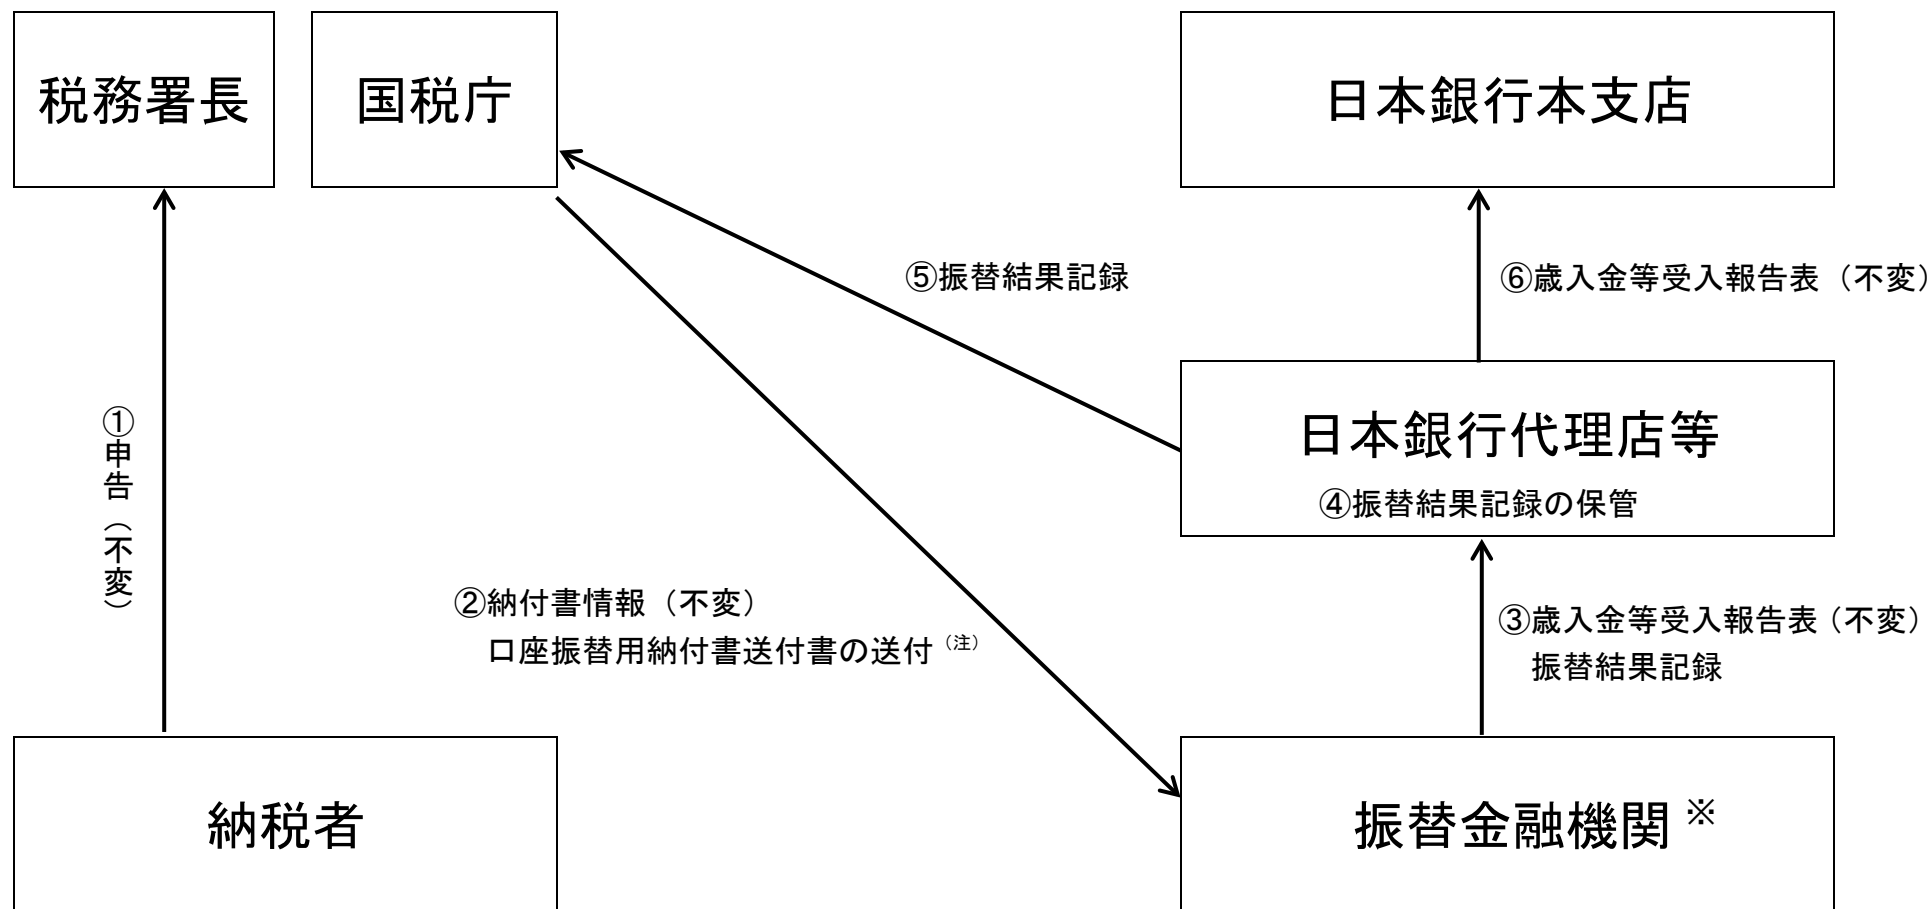 税務署長
国税庁
日本銀行本支店
⑤振替結果記録
⑥歳入金等受入報告表（不変）
①申告（不変）
日本銀行代理店等
④振替結果記録の保管
②納付書情報（不変）
口座振替用納付書送付書の送付（注）
③歳入金等受入報告表（不変）
振替結果記録
納税者
振替金融機関※